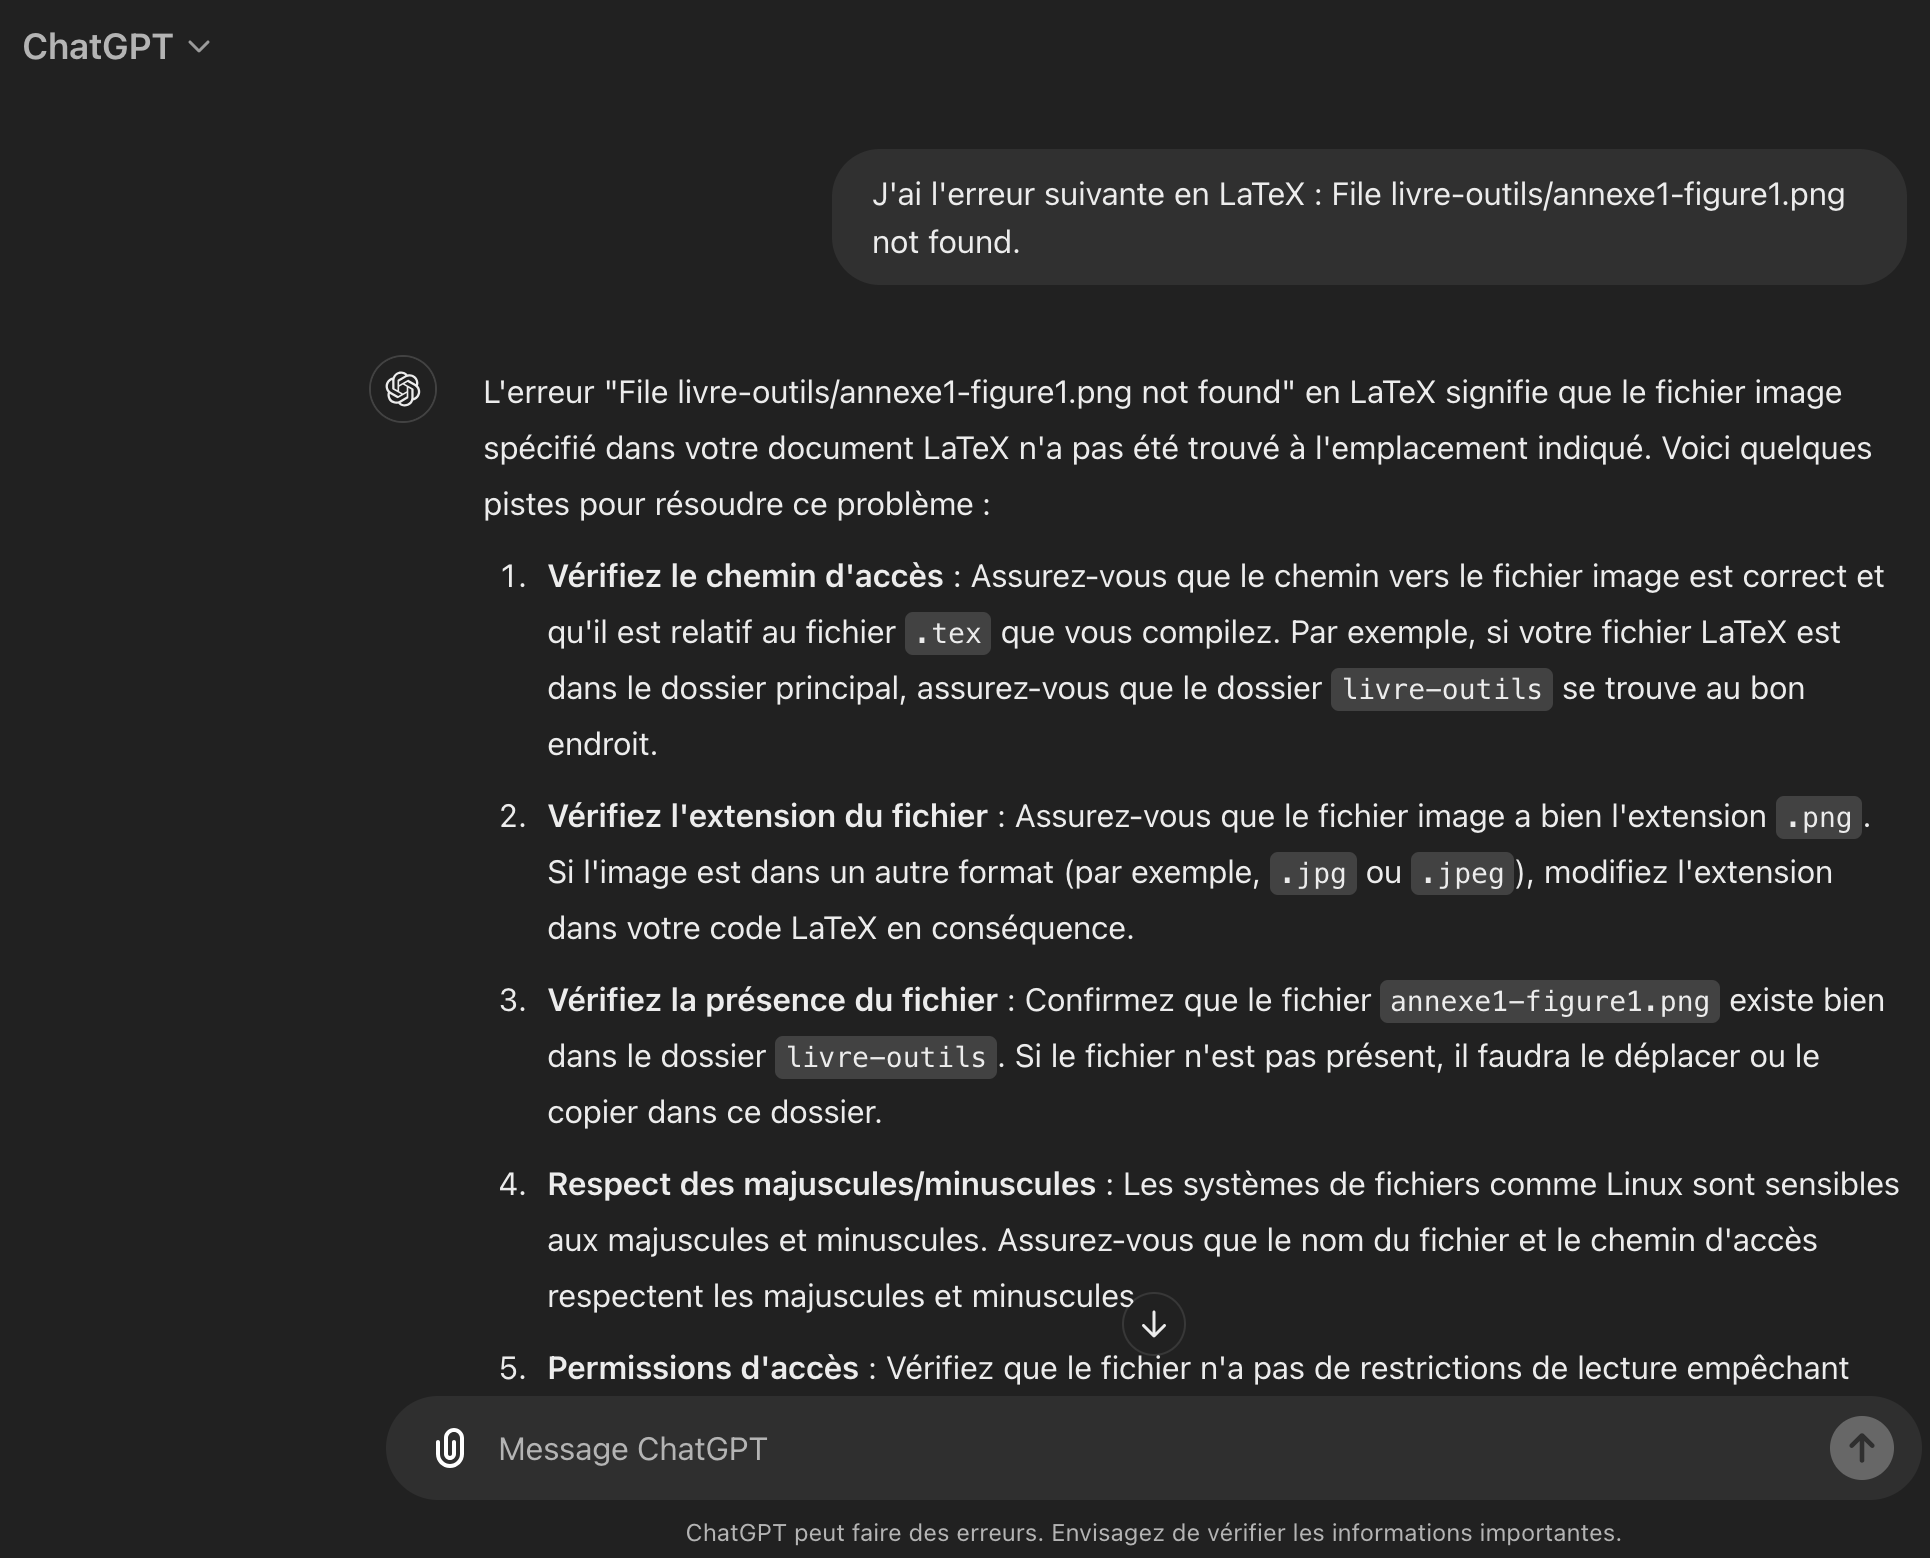 ChatGPT
J'ai l'erreur suivante en LaTeX : File livre-outils/annexe1-figure1.png
not found.
L'erreur "File livre-outils/annexe1-figure1.png not found" en LaTeX signifie que le fichier image
spécifié dans votre document LaTeX n'a pas été trouvé à l'emplacement indiqué. Voici quelques
pistes pour résoudre ce problème :
1. Vérifiez le chemin d'accès : Assurez-vous que le chemin vers le fichier image est correct et
qu'il est relatif au fichier .tex que vous compilez. Par exemple, si votre fichier LaTeX est
dans le dossier principal, assurez-vous que le dossier livre-outils se trouve au bon
endroit.
2. Vérifiez l'extension du fichier : Assurez-vous que le fichier image a bien l'extension .png.
Si l'image est dans un autre format (par exemple, .jpg ou .jpeg), modifiez l'extension
dans votre code LaTeX en conséquence.
3. Vérifiez la présence du fichier : Confirmez que le fichier annexe1-figure1.png existe bien
dans le dossier livre-outils. Si le fichier n'est pas présent, il faudra le déplacer ou le
copier dans ce dossier.
4. Respect des majuscules/minuscules : Les systèmes de fichiers comme Linux sont sensibles
aux majuscules et minuscules. Assurez-vous que le nom du fichier et le chemin d'accès
respectent les majuscules et minuscules
5. Permissions d'accès : Vérifiez que le fichier n'a pas de restrictions de lecture empêchant
Message ChatGPT
ChatGPT peut faire des erreurs. Envisagez de vérifier les informations importantes.